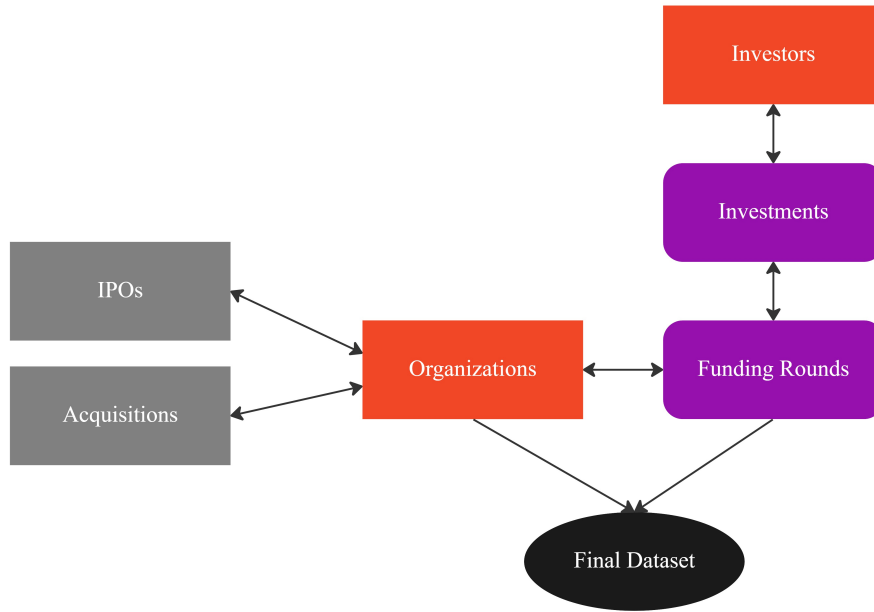 Investors
Investments
IPOs
Organizations
Funding Rounds
Acquisitions
Final Dataset